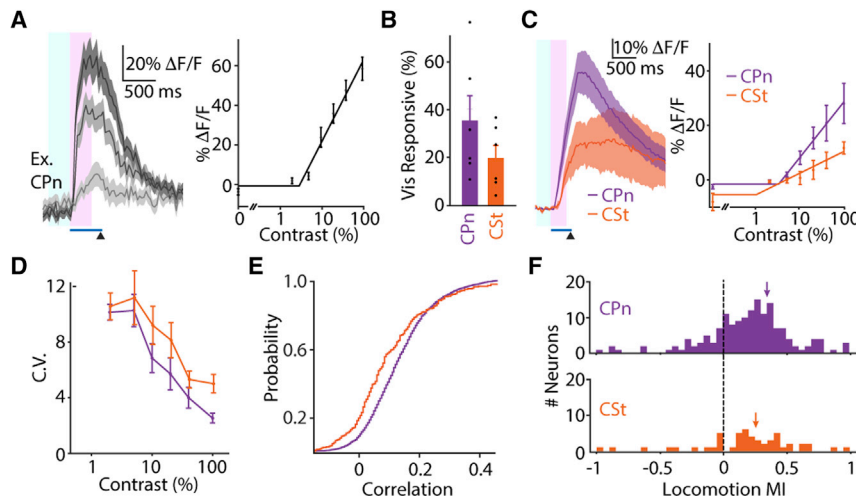 A
20% ΔF/F
500 ms
Ex.
CPn
% ΔF/F
60
40
20
0
0
1
10
100
Contrast (%)
B
Vis Responsive (%)
80
60
40
20
0
CPn
CSt
C
10% ΔF/F
500 ms
CPn
CSt
CPn
CSt
% ΔF/F
40
20
0
0
1
10
100
Contrast (%)
D
C.V.
12
8
4
0
1
10
100
Contrast (%)
E
Probability
1.0
0.6
0.2
0
0.2
0.4
Correlation
F
# Neurons
CPn
20
10
0
CSt
20
10
0
-1
-0.5
0
0.5
1
Locomotion MI